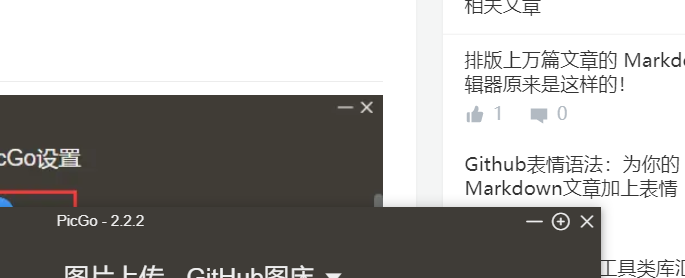 相关文章
排版上万篇文章的 Markd
辑器原来是这样的！
1 0
Github表情语法：为你的
Markdown文章加上表情
icGo设置
PicGo - 2.2.2
图片上传 - GitHub图床
工具类库汇